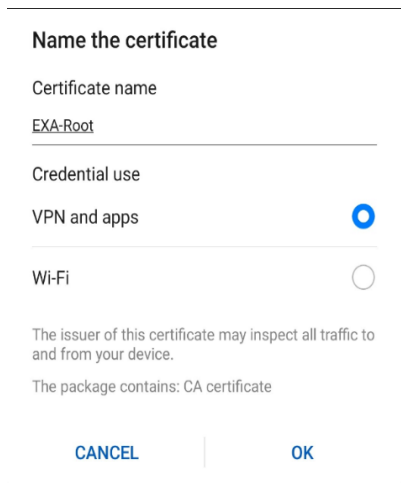 Name the certificate
Certificate name
EXA-Root
Credential use
VPN and apps
Wi-Fi
The issuer of this certificate may inspect all traffic to
and from your device.
The package contains: CA certificate
CANCEL OK